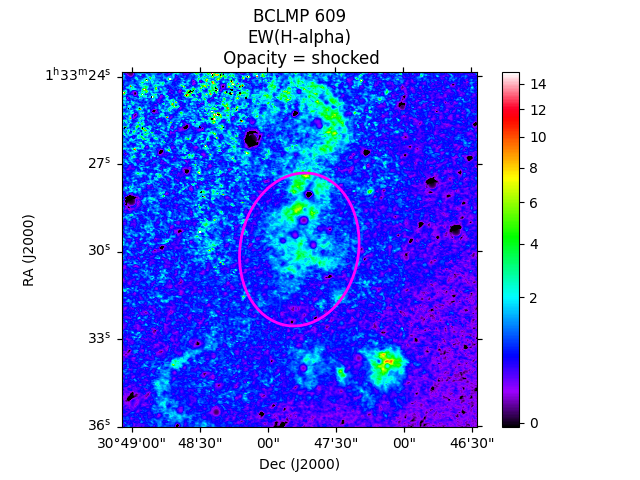 BCLMP 609
EW(H-alpha)
Opacity = shocked
1ʰ33ᵐ24ˢ
27ˢ
30ˢ
33ˢ
36ˢ
RA (J2000)
30°49'00" 48'30" 00" 47'30" 00" 46'30"
Dec (J2000)
14
12
10
8
6
4
2
0